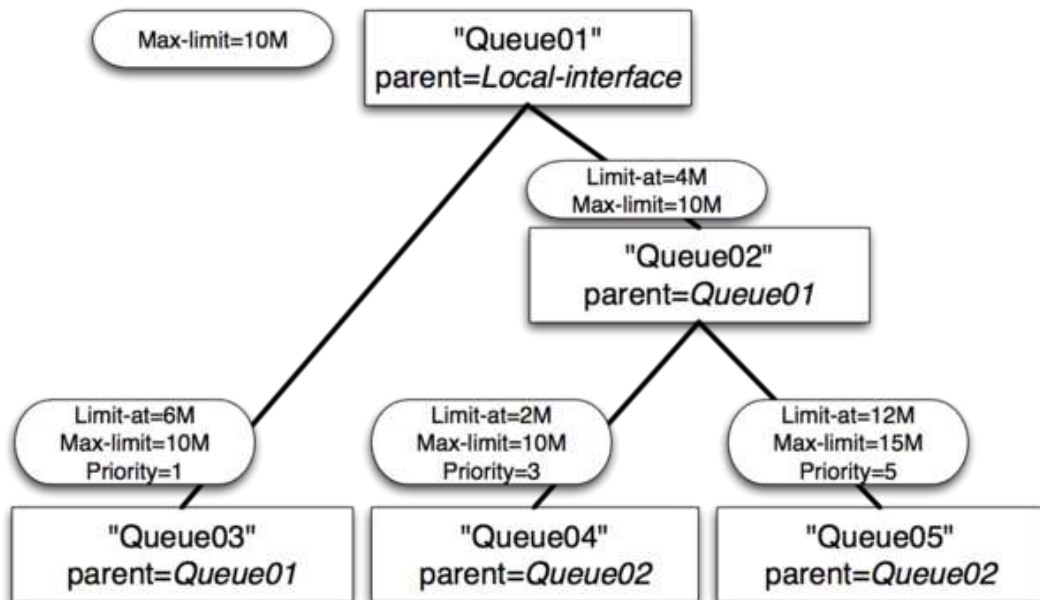 Max-limit=10M
"Queue01"
parent=Local-interface
Limit-at=4M
Max-limit=10M
"Queue02"
parent=Queue01
Limit-at=6M
Max-limit=10M
Priority=1
Limit-at=2M
Max-limit=10M
Priority=3
Limit-at=12M
Max-limit=15M
Priority=5
"Queue03"
parent=Queue01
"Queue04"
parent=Queue02
"Queue05"
parent=Queue02